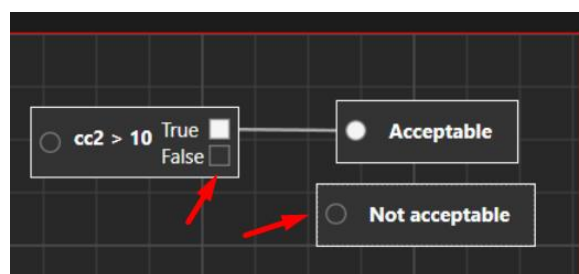 cc2 > 10
True
False
Acceptable
Not acceptable